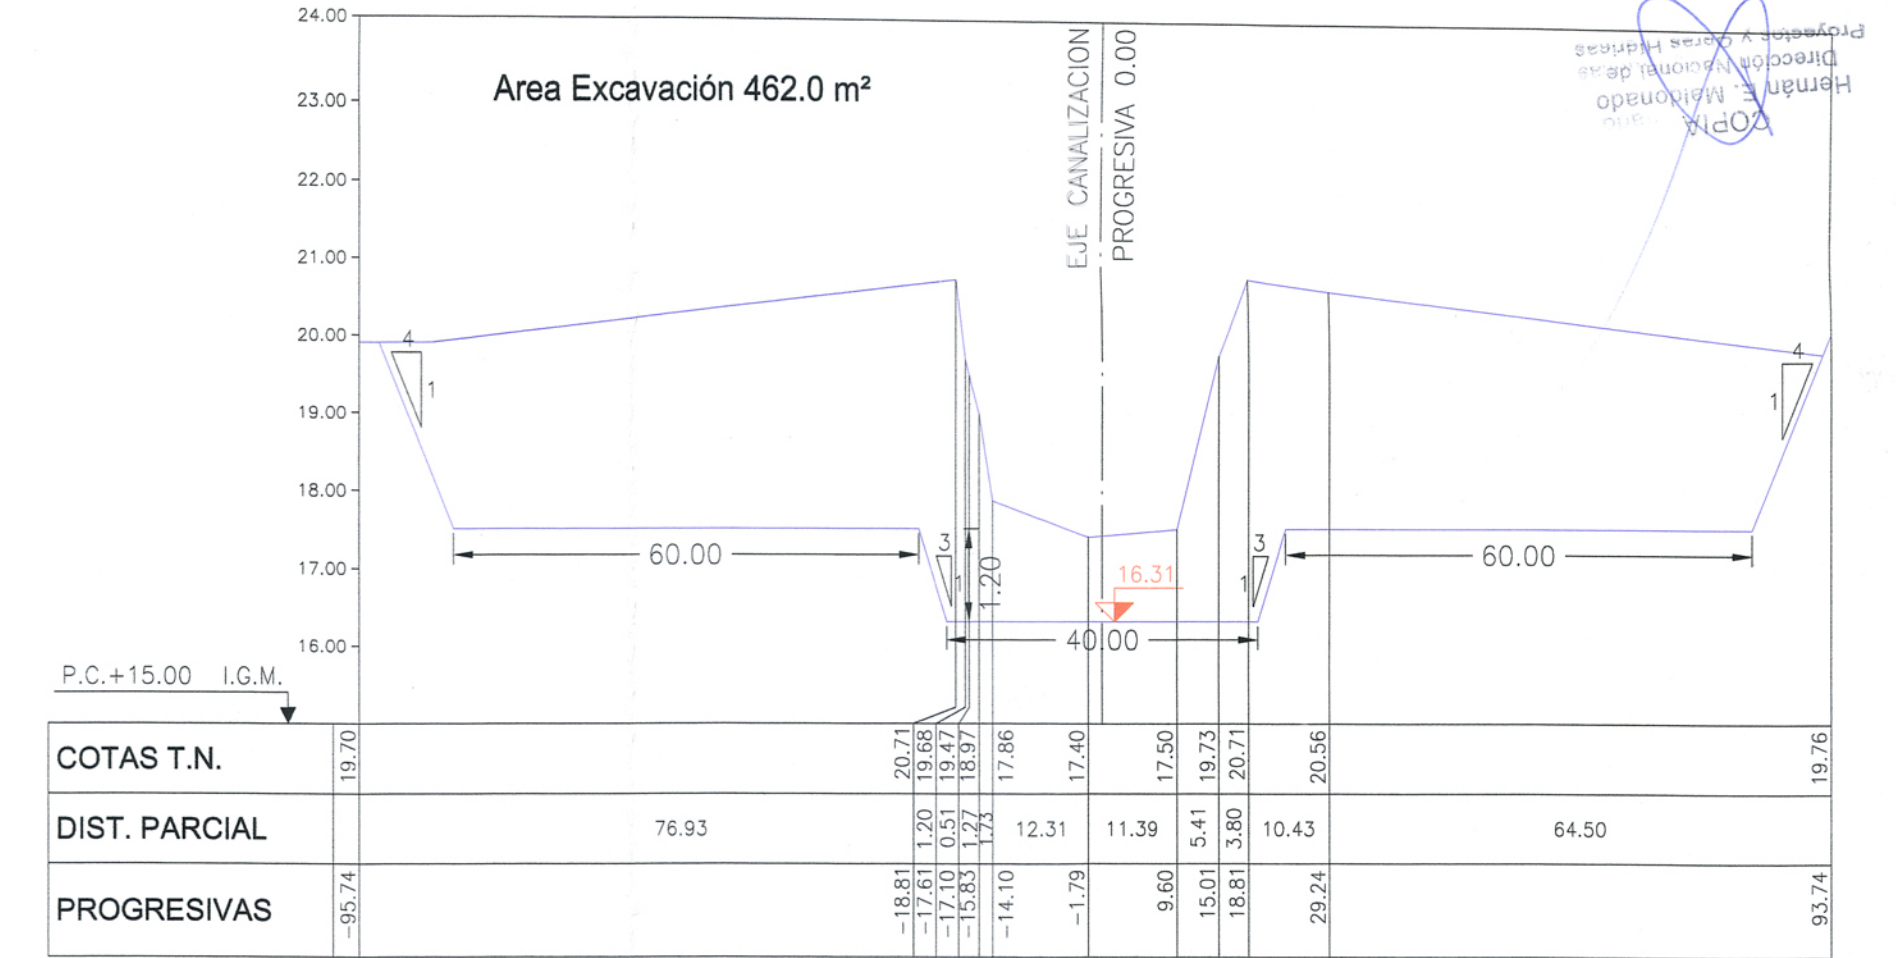 24.00
23.00
22.00
21.00
20.00
19.00
18.00
17.00
16.00
Area Excavación 462.0 m²
EJE CANALIZACION
PROGRESIVA 0.00
COPIA
Hernán E. Maldonado
Dirección Nacional de
Proyectos y Obras Hídricas
4
1
4
1
60.00
3
1
1.20
16.31
40.00
3
1
60.00
P.C.+15.00 I.G.M.
COTAS T.N. 19.70 20.71 19.68 19.47 18.97 17.86 17.40 17.50 19.73 20.71 20.56 19.76
DIST. PARCIAL 76.93 1.20 0.51 1.27 1.73 12.31 11.39 5.41 3.80 10.43 64.50
PROGRESIVAS -95.74 -18.81 -17.61 -17.10 -15.83 -14.10 -1.79 9.60 15.01 18.81 29.24 93.74